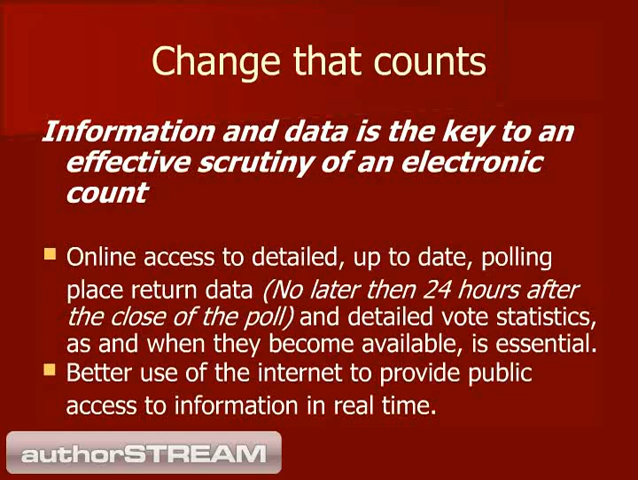 Change that counts
Information and data is the key to an
effective scrutiny of an electronic
count
Online access to detailed, up to date, polling
place return data (No later then 24 hours after
the close of the poll) and detailed vote statistics,
as and when they become available, is essential.
Better use of the internet to provide public
access to information in real time.
authorSTREAM